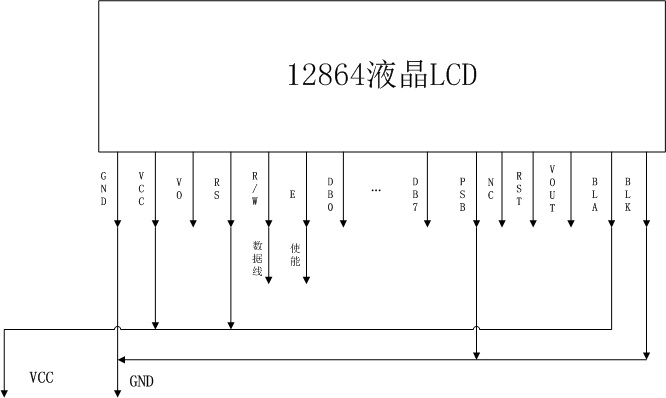 12864液晶LCD
GND
VCC
VO
RS
R/W
E
DB0
...
DB7
PSB
NC
RST
VOUT
BLA
BLK
数据线
使能
VCC
GND